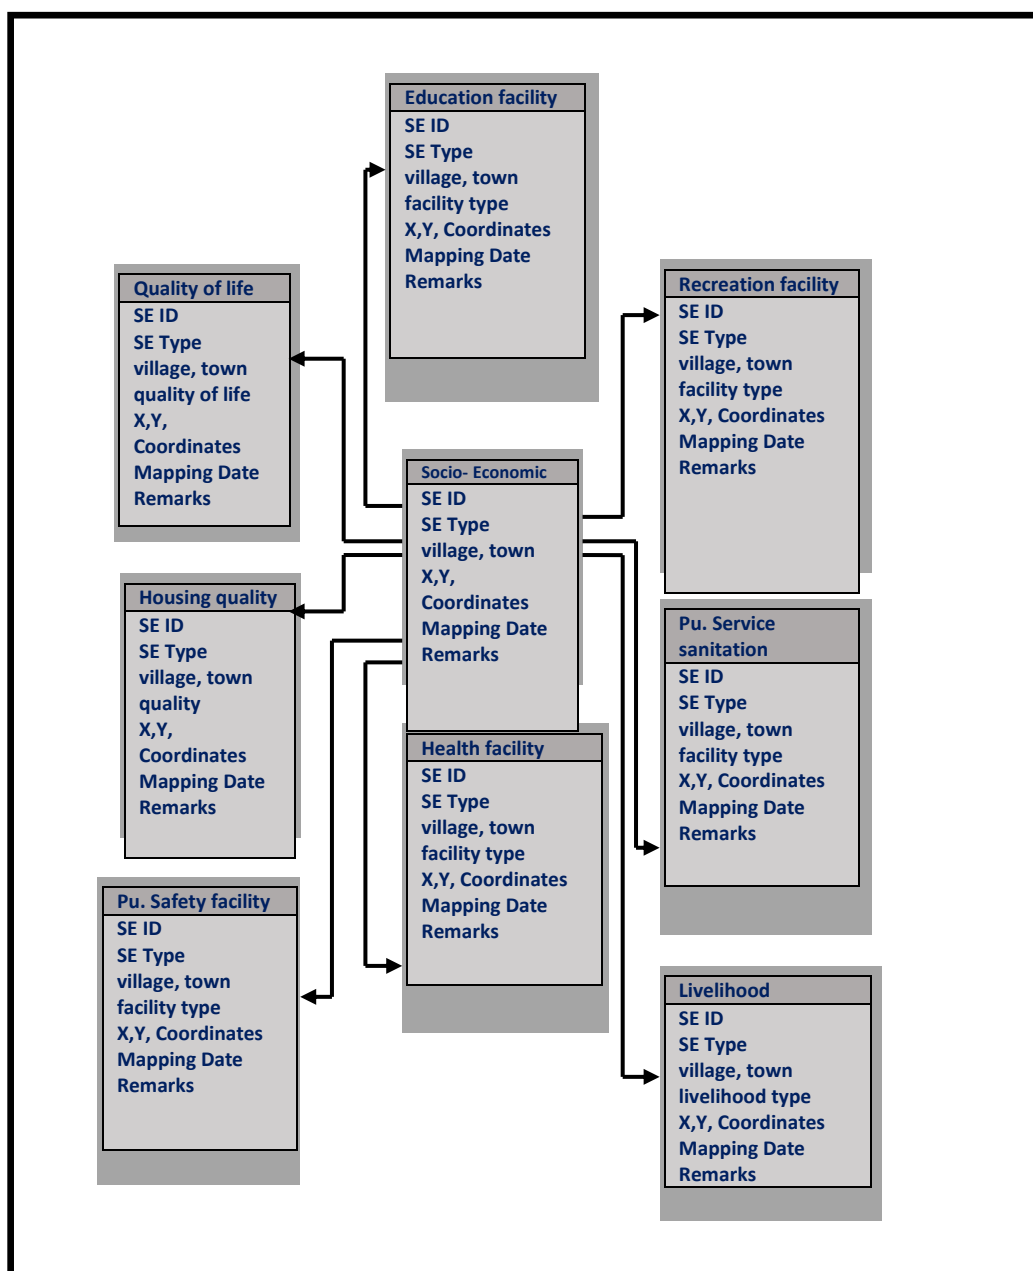 Education facility
SE ID
SE Type
village, town
facility type
X,Y, Coordinates
Mapping Date
Remarks
Quality of life
SE ID
SE Type
village, town
quality of life
X,Y,
Coordinates
Mapping Date
Remarks
Recreation facility
SE ID
SE Type
village, town
facility type
X,Y, Coordinates
Mapping Date
Remarks
Socio- Economic
SE ID
SE Type
village, town
X,Y,
Coordinates
Mapping Date
Remarks
Housing quality
SE ID
SE Type
village, town
quality
X,Y,
Coordinates
Mapping Date
Remarks
Pu. Service
sanitation
SE ID
SE Type
village, town
facility type
X,Y, Coordinates
Mapping Date
Remarks
Health facility
SE ID
SE Type
village, town
facility type
X,Y, Coordinates
Mapping Date
Remarks
Pu. Safety facility
SE ID
SE Type
village, town
facility type
X,Y, Coordinates
Mapping Date
Remarks
Livelihood
SE ID
SE Type
village, town
livelihood type
X,Y, Coordinates
Mapping Date
Remarks